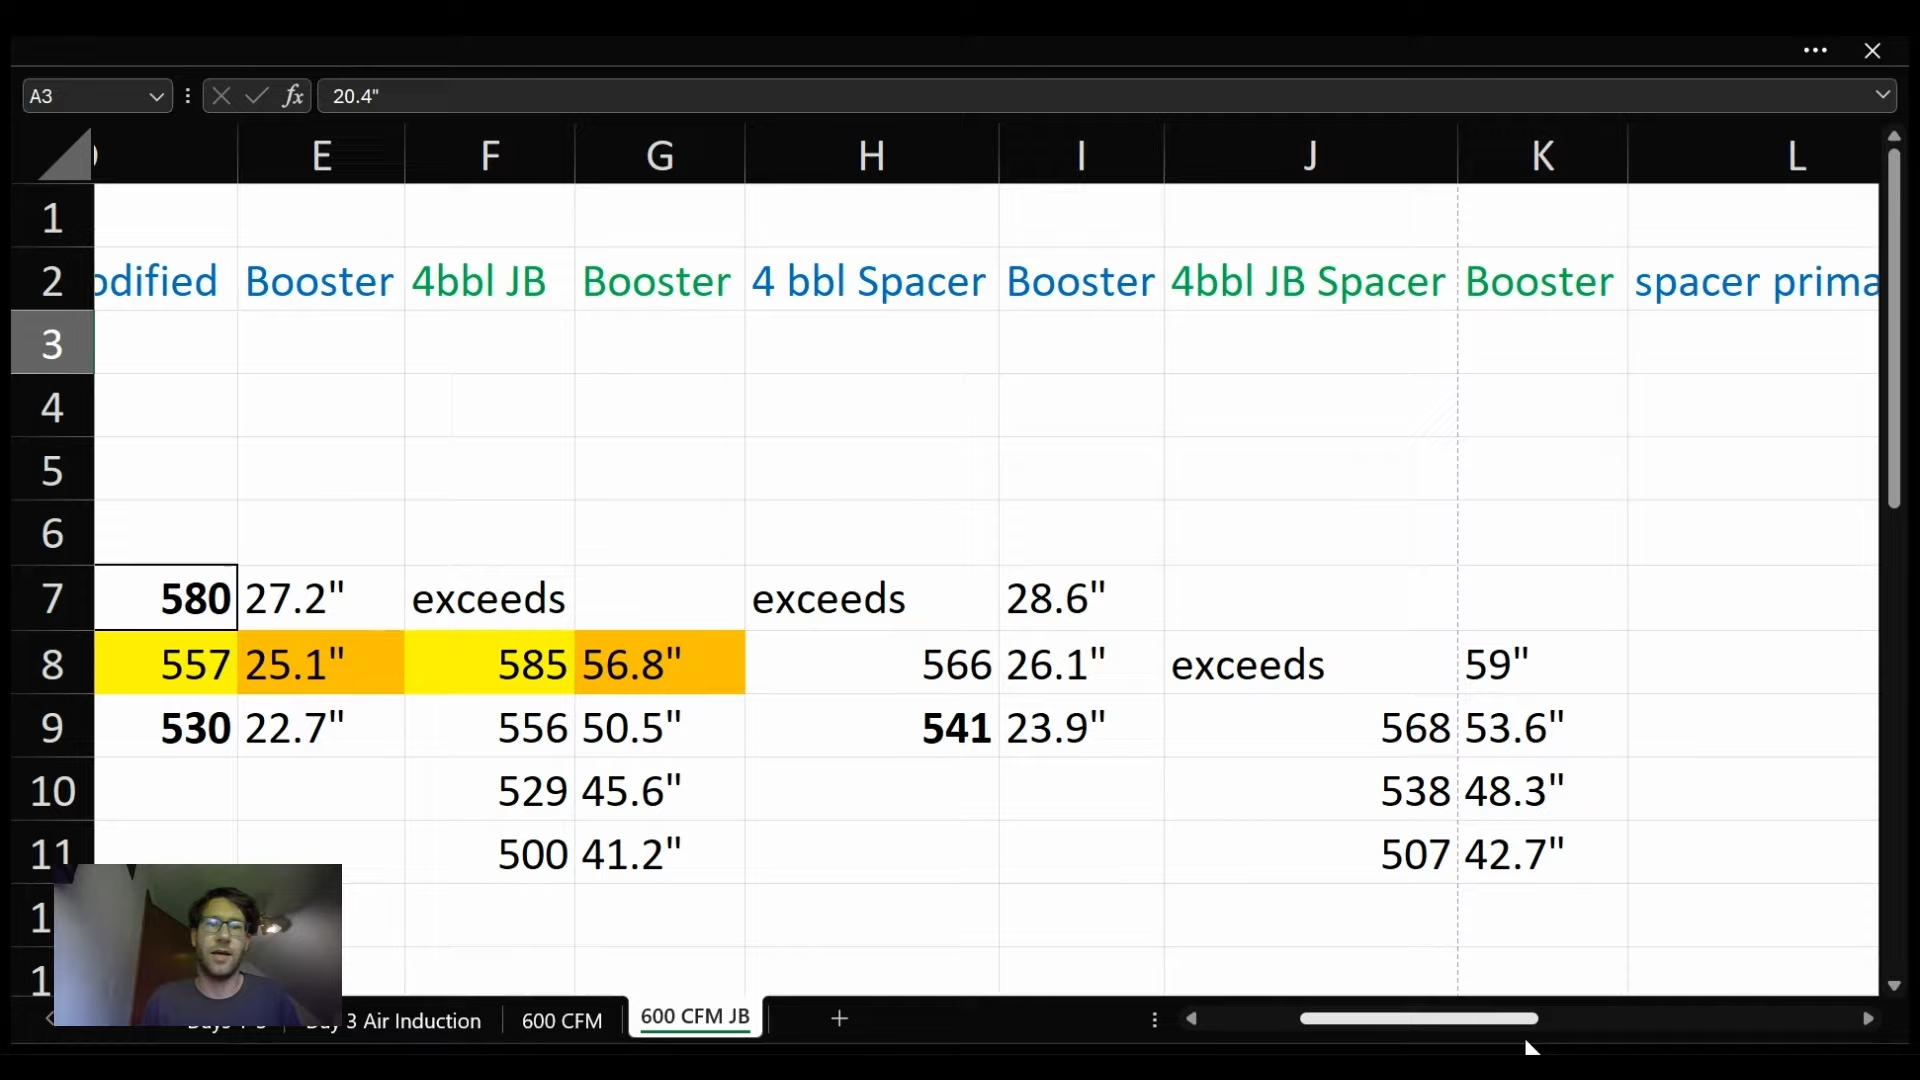 A3 fx 20.4"
E F G H I J K L
1
2 odified Booster 4bbl JB Booster 4 bbl Spacer Booster 4bbl JB Spacer Booster spacer prima
3
4
5
6
7 580 27.2" exceeds exceeds 28.6"
8 557 25.1" 585 56.8" 566 26.1" exceeds 59"
9 530 22.7" 556 50.5" 541 23.9" 568 53.6"
10 529 45.6" 538 48.3"
11 500 41.2" 507 42.7"
1
1
3 Air Induction 600 CFM 600 CFM JB +